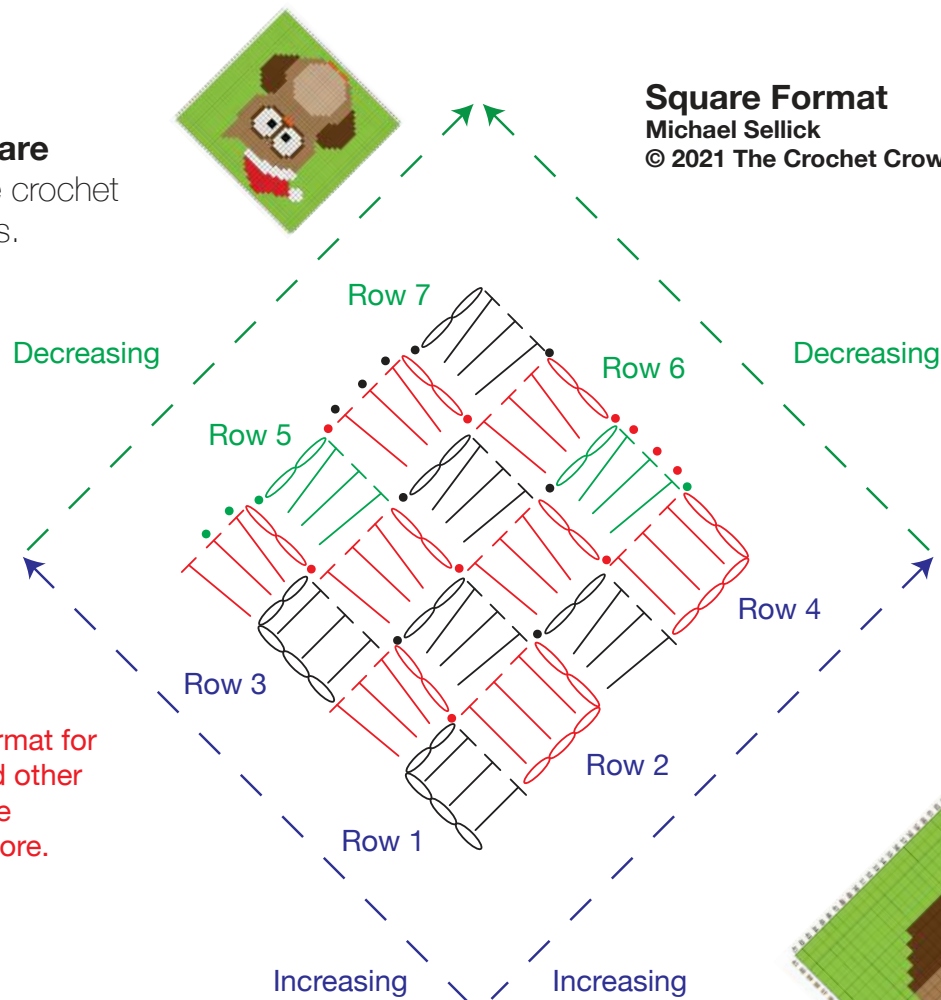 Square Format
Michael Sellick
© 2021 The Crochet Crow
are
crochet
s.
Row 7
Decreasing
Row 6
Decreasing
Row 5
Row 4
Row 3
rmat for
d other
Row 2
e
ore.
Row 1
Increasing
Increasing